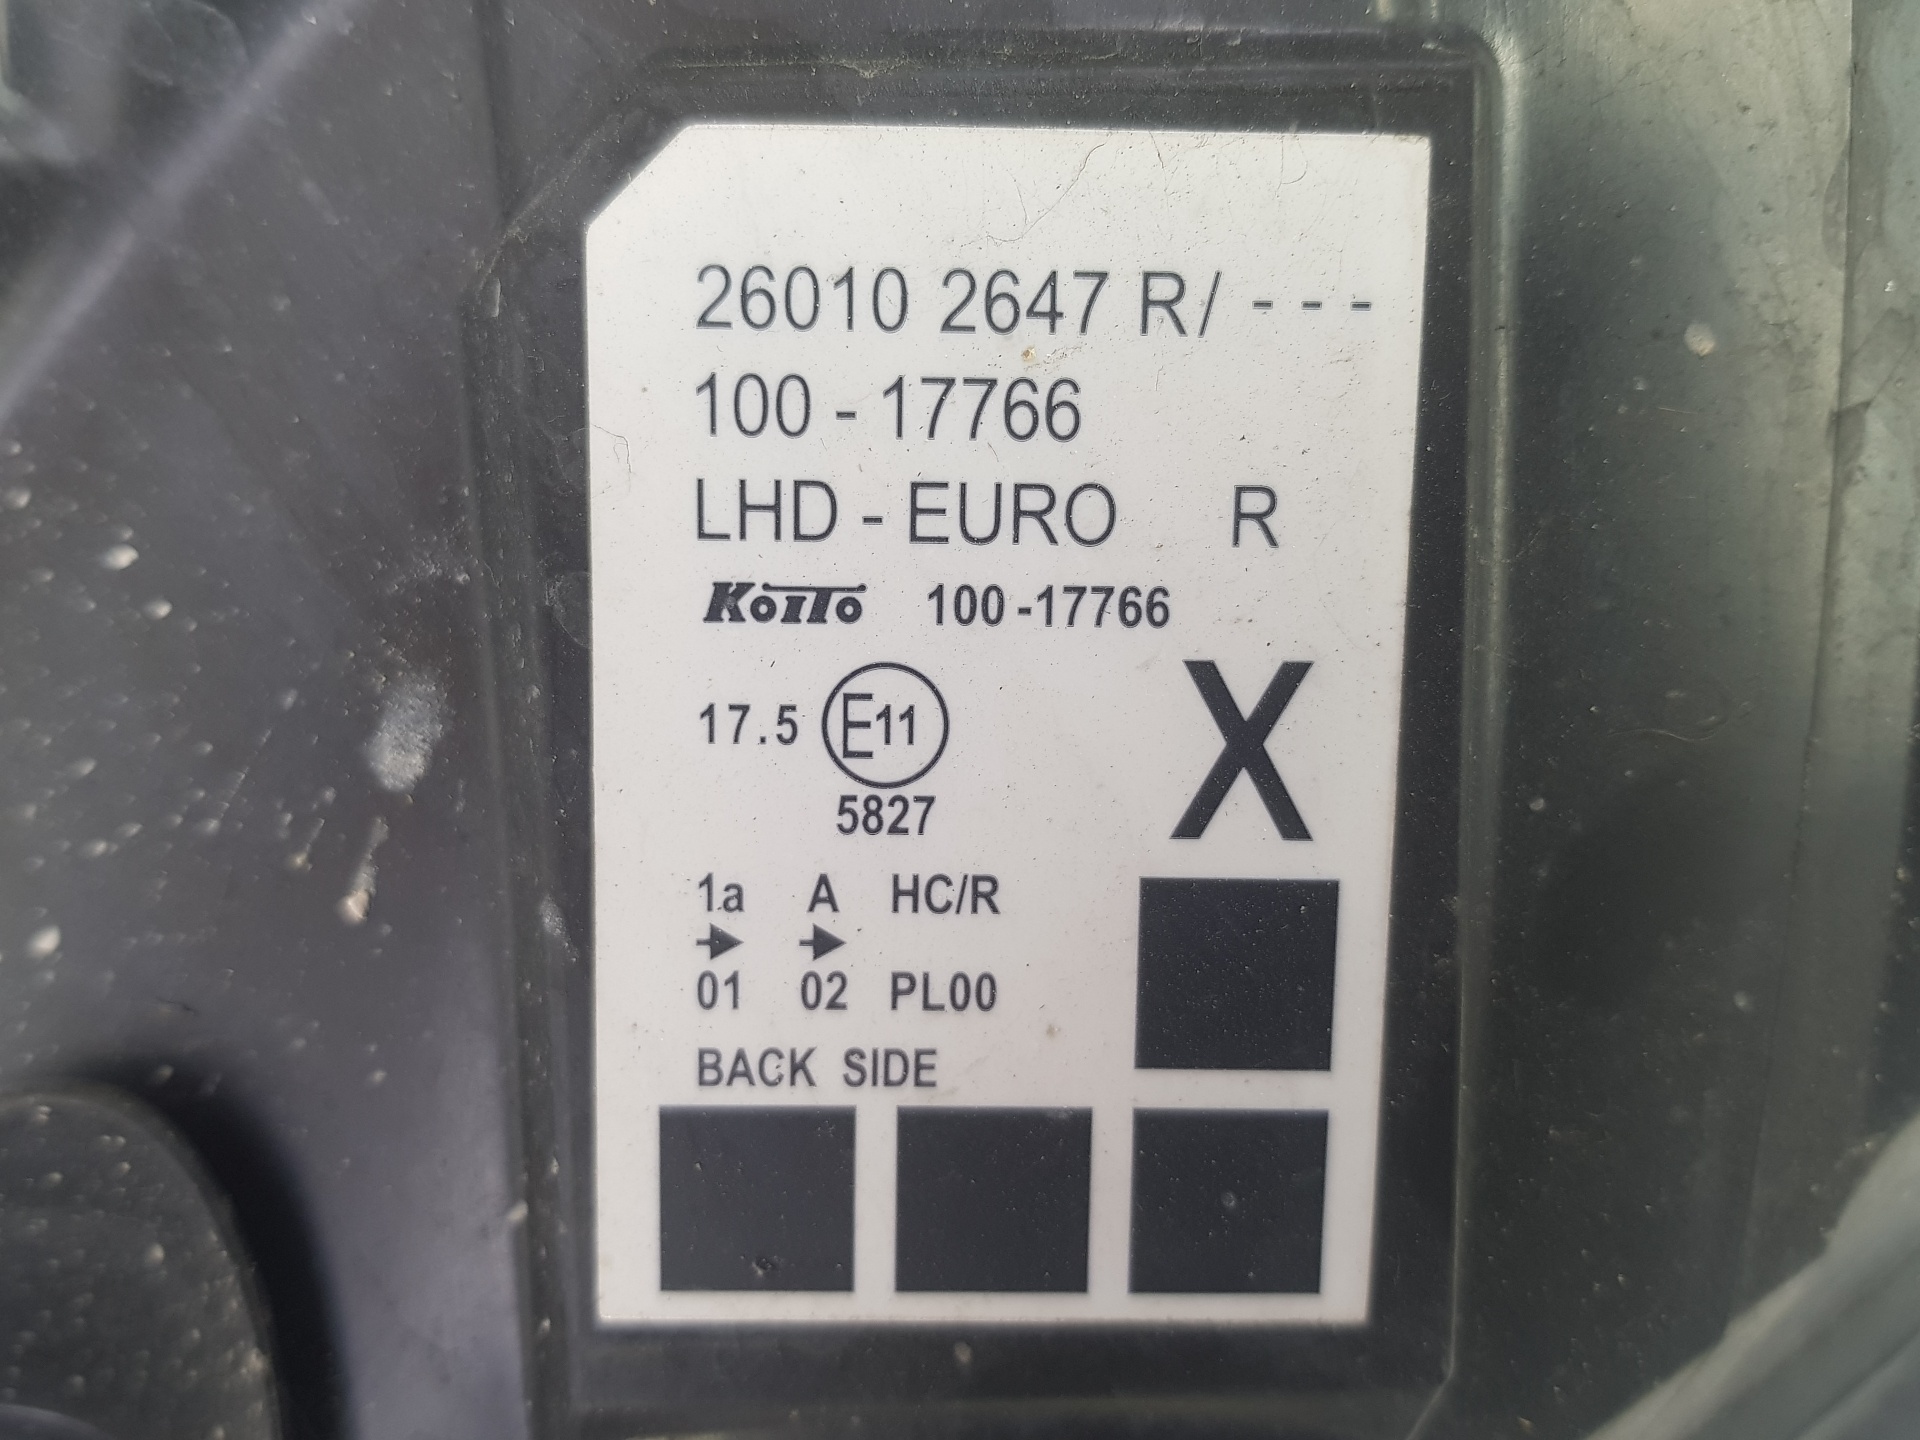 26010 2647 R/ - - -
100 - 17766
LHD - EURO R
KOITO 100-17766
17.5 E11
5827
X
1a A HC/R
01 02 PL00
BACK SIDE